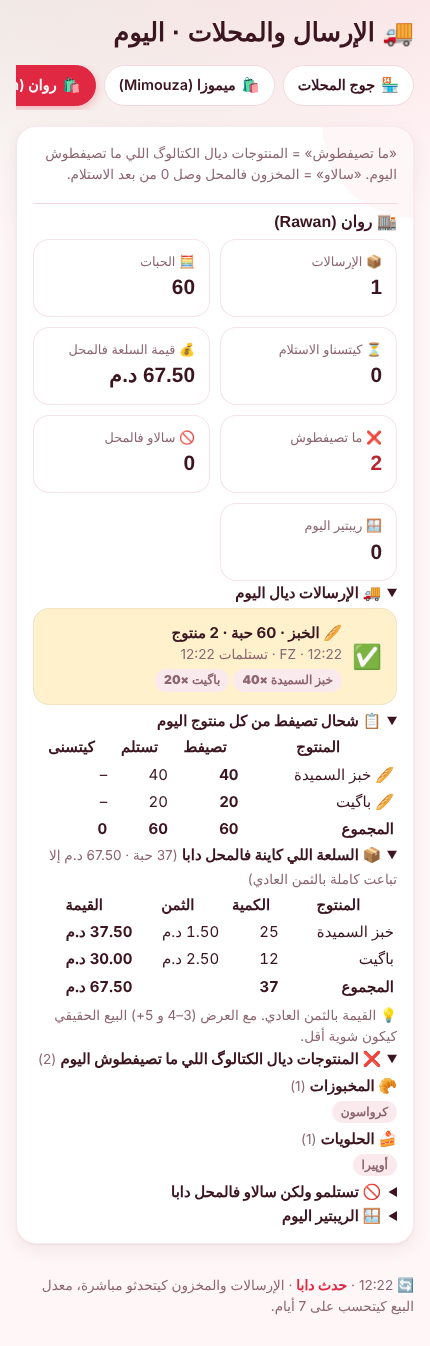 🚚 الإرسال والمحلات · اليوم
🏪 جوج المحلات
🛍️ ميموزا (Mimouza)
🛍️ روان (
«ما تصيفطوش» = المنتوجات ديال الكتالوگ اللي ما تصيفطوش
اليوم. «سالاو» = المخزون فالمحل وصل 0 من بعد الاستلام.
🏬 روان (Rawan)
📦 الإرسالات
1
🧮 الحبات
60
⏳ كيتسناو الاستلام
0
💰 قيمة السلعة فالمحل
67.50 د.م
❌ ما تصيفطوش
2
🚫 سالاو فالمحل
0
🪟 ريبتير اليوم
0
▼ 🚚 الإرسالات ديال اليوم
✅
🥖 الخبز · 60 حبة · 2 منتوج
12:22 · FZ · تستلمات 12:22
خبز السميدة ×40
باگيت ×20
▼ 📋 شحال تصيفط من كل منتوج اليوم
المنتوج تصيفط تستلم كيتسنى
🥖 خبز السميدة 40 40 –
🥖 باگيت 20 20 –
المجموع 60 60 0
▼ 📦 السلعة اللي كاينة فالمحل دابا (37 حبة · 67.50 د.م إلا
تباعت كاملة بالثمن العادي)
المنتوج الكمية الثمن القيمة
خبز السميدة 25 1.50 د.م 37.50 د.م
باگيت 12 2.50 د.م 30.00 د.م
المجموع 37 67.50 د.م
💡 القيمة بالثمن العادي. مع العرض (3–4 و 5+) البيع الحقيقي
كيكون شوية أقل.
▼ ❌ المنتوجات ديال الكتالوگ اللي ما تصيفطوش اليوم (2)
🥐 المخبوزات (1)
كرواسون
🍰 الحلويات (1)
أوپيرا
◀ 🚫 تستلمو ولكن سالاو فالمحل دابا
◀ 🪟 الريبتير اليوم
🔄 12:22 · حدث دابا · الإرسالات والمخزون كيتحدثو مباشرة، معدل
البيع كيتحسب على 7 أيام.